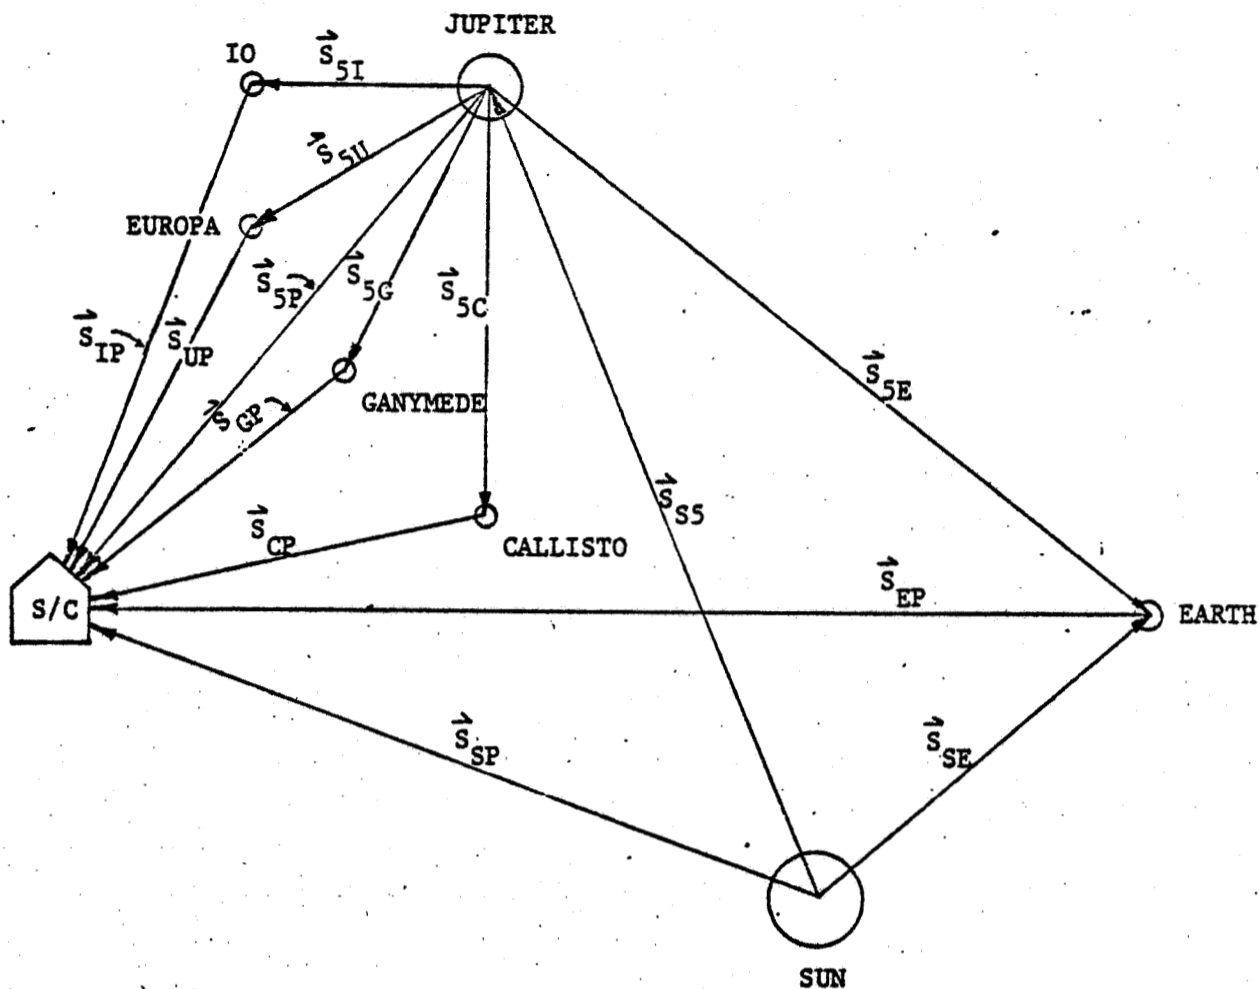 JUPITER
IO
S5I
S5U
EUROPA
S5P
S5G
S5C
SIP
SUP
S5E
SGP
GANYMEDE
SS5
SCP
CALLISTO
SEP
S/C
EARTH
SSP
SSE
SUN